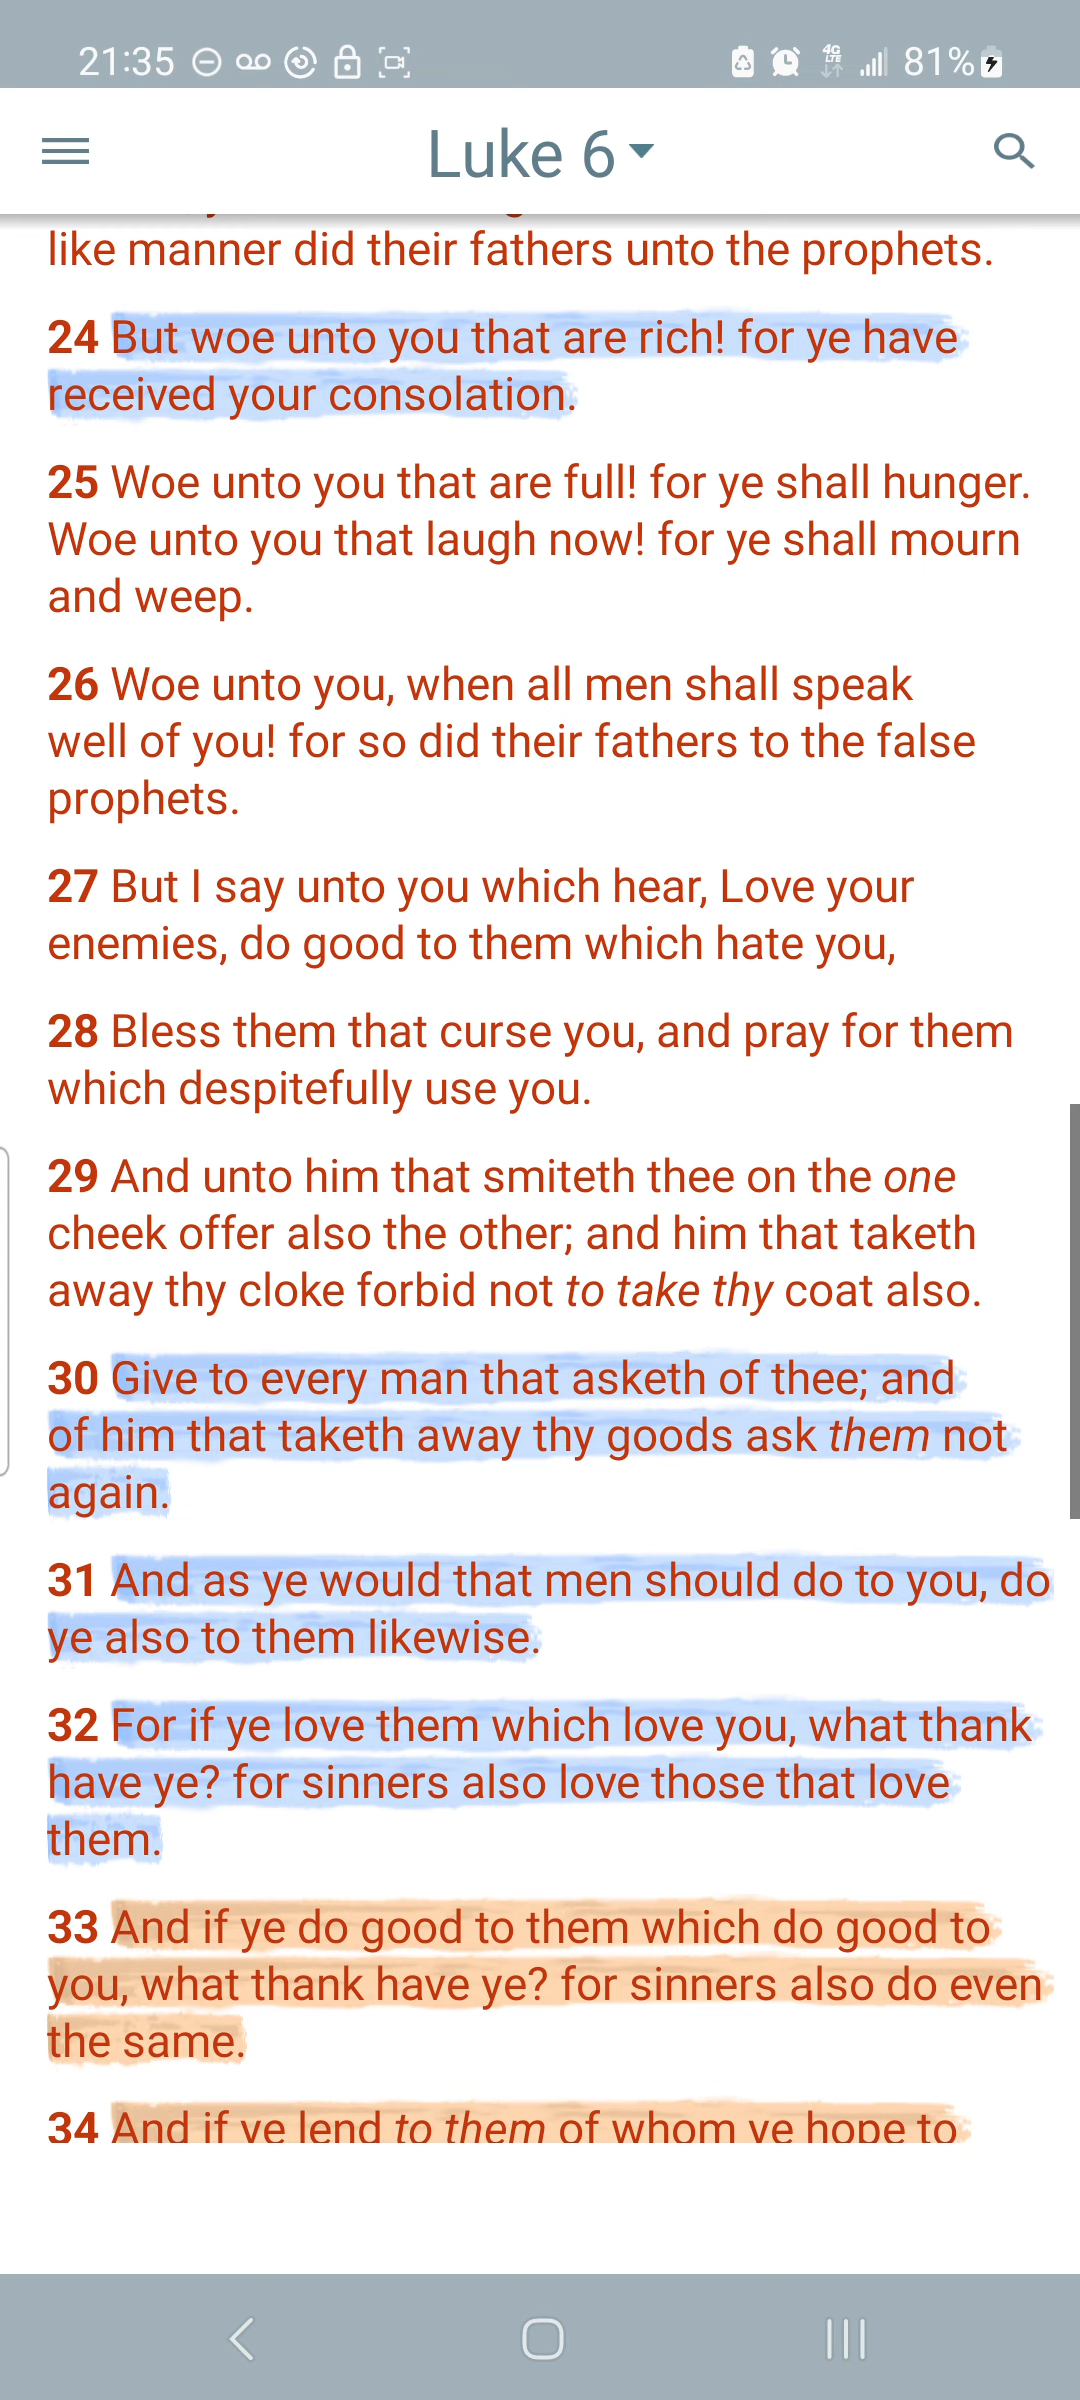 21:35
4G
LTE
81%
Luke 6
like manner did their fathers unto the prophets.
24 But woe unto you that are rich! for ye have
received your consolation.
25 Woe unto you that are full! for ye shall hunger.
Woe unto you that laugh now! for ye shall mourn
and weep.
26 Woe unto you, when all men shall speak
well of you! for so did their fathers to the false
prophets.
27 But I say unto you which hear, Love your
enemies, do good to them which hate you,
28 Bless them that curse you, and pray for them
which despitefully use you.
29 And unto him that smiteth thee on the one
cheek offer also the other; and him that taketh
away thy cloke forbid not to take thy coat also.
30 Give to every man that asketh of thee; and
of him that taketh away thy goods ask them not
again.
31 And as ye would that men should do to you, do
ye also to them likewise.
32 For if ye love them which love you, what thank
have ye? for sinners also love those that love
them.
33 And if ye do good to them which do good to
you, what thank have ye? for sinners also do even
the same.
34 And if ye lend to them of whom ye hope to